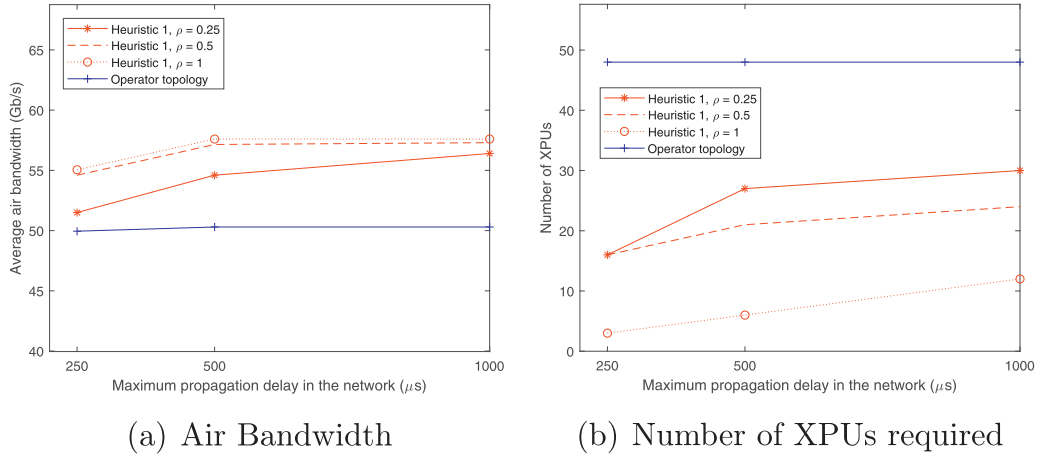 65
60
55
50
45
40
Average air bandwidth (Gb/s)
Heuristic 1, ρ = 0.25
Heuristic 1, ρ = 0.5
Heuristic 1, ρ = 1
Operator topology
250
500
1000
Maximum propagation delay in the network (μs)
(a) Air Bandwidth
50
40
30
20
10
0
Number of XPUs
Heuristic 1, ρ = 0.25
Heuristic 1, ρ = 0.5
Heuristic 1, ρ = 1
Operator topology
250
500
1000
Maximum propagation delay in the network (μs)
(b) Number of XPUs required